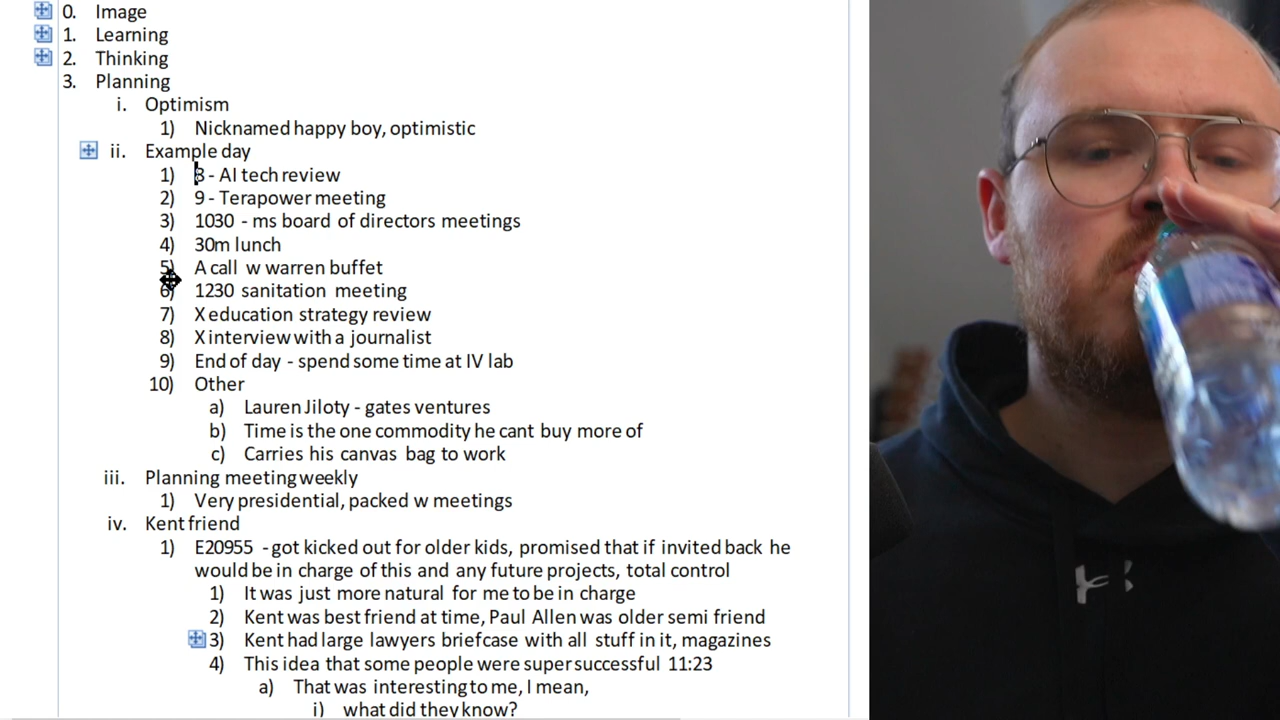 0. Image
1. Learning
2. Thinking
3. Planning
i. Optimism
1) Nicknamed happy boy, optimistic
ii. Example day
1) 8 - AI tech review
2) 9 - Terapower meeting
3) 1030 - ms board of directors meetings
4) 30m lunch
5) A call w warren buffet
6) 1230 sanitation meeting
7) X education strategy review
8) X interview with a journalist
9) End of day - spend some time at IV lab
10) Other
a) Lauren Jiloty - gates ventures
b) Time is the one commodity he cant buy more of
c) Carries his canvas bag to work
iii. Planning meeting weekly
1) Very presidential, packed w meetings
iv. Kent friend
1) E20955 - got kicked out for older kids, promised that if invited back he
would be in charge of this and any future projects, total control
1) It was just more natural for me to be in charge
2) Kent was best friend at time, Paul Allen was older semi friend
3) Kent had large lawyers briefcase with all stuff in it, magazines
4) This idea that some people were super successful 11:23
a) That was interesting to me, I mean,
i) what did they know?